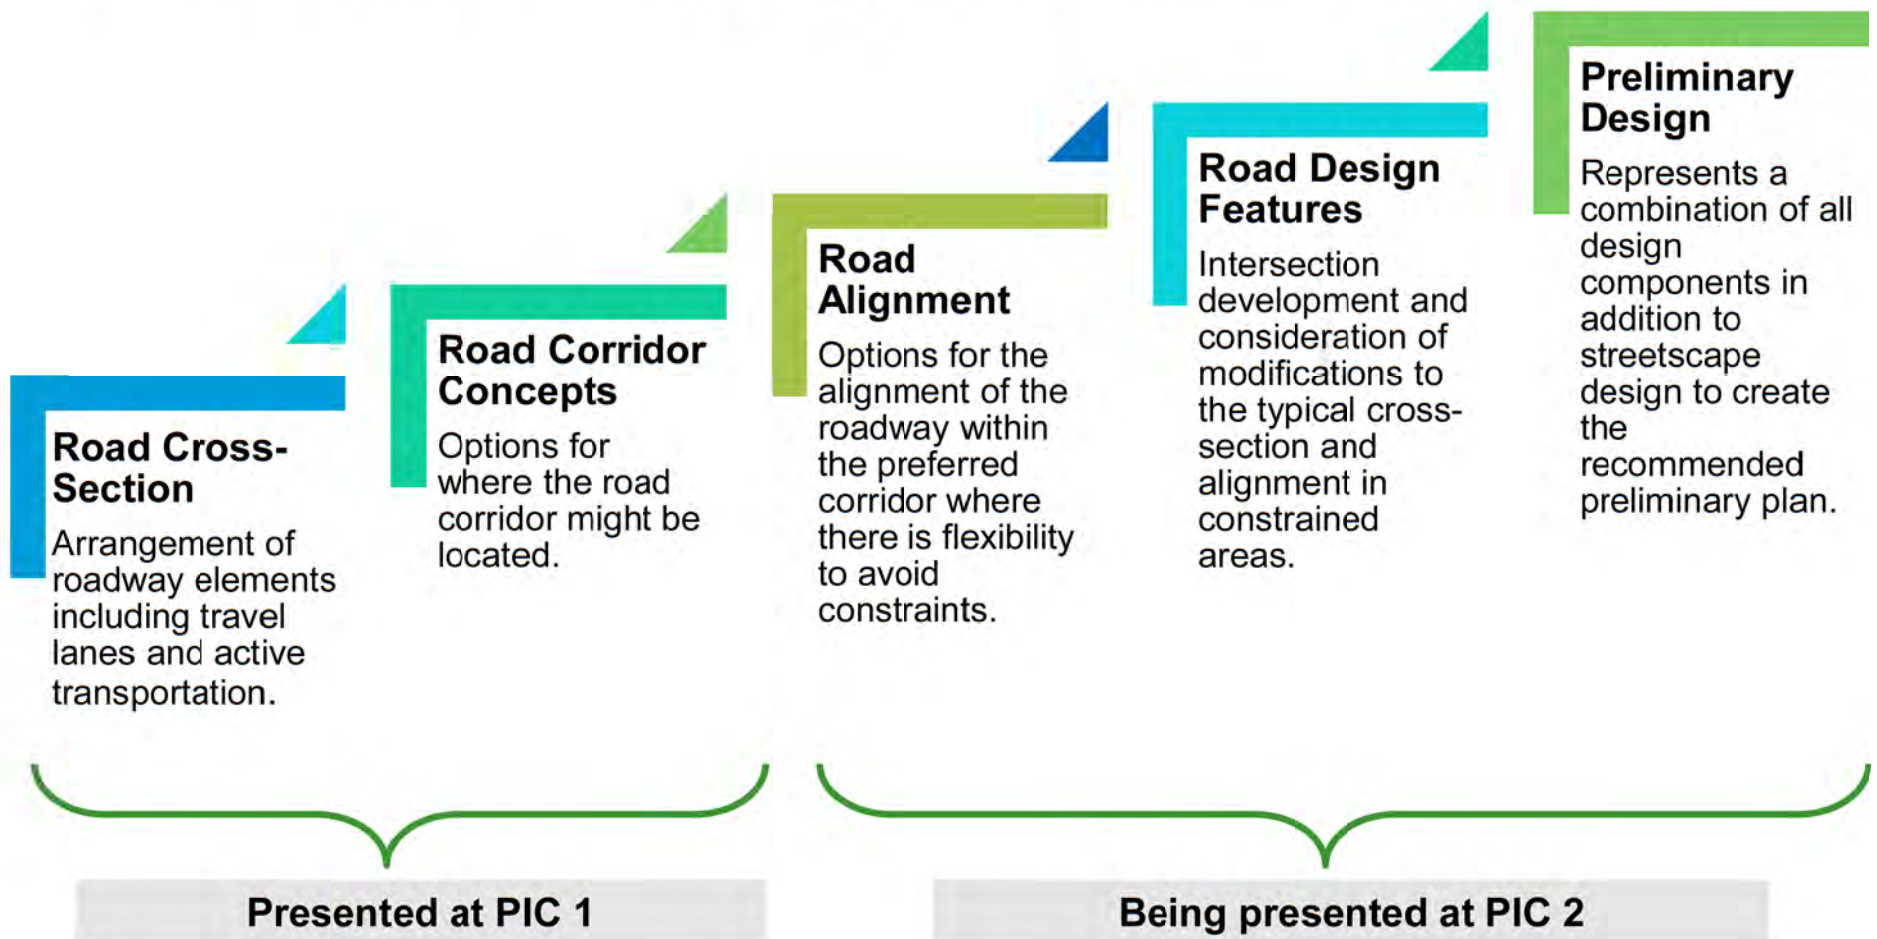 Road Cross-
Section
Arrangement of
roadway elements
including travel
lanes and active
transportation.
Road Corridor
Concepts
Options for
where the road
corridor might be
located.
Road
Alignment
Options for the
alignment of the
roadway within
the preferred
corridor where
there is flexibility
to avoid
constraints.
Road Design
Features
Intersection
development and
consideration of
modifications to
the typical cross-
section and
alignment in
constrained
areas.
Preliminary
Design
Represents a
combination of all
design
components in
addition to
streetscape
design to create
the
recommended
preliminary plan.
Presented at PIC 1
Being presented at PIC 2